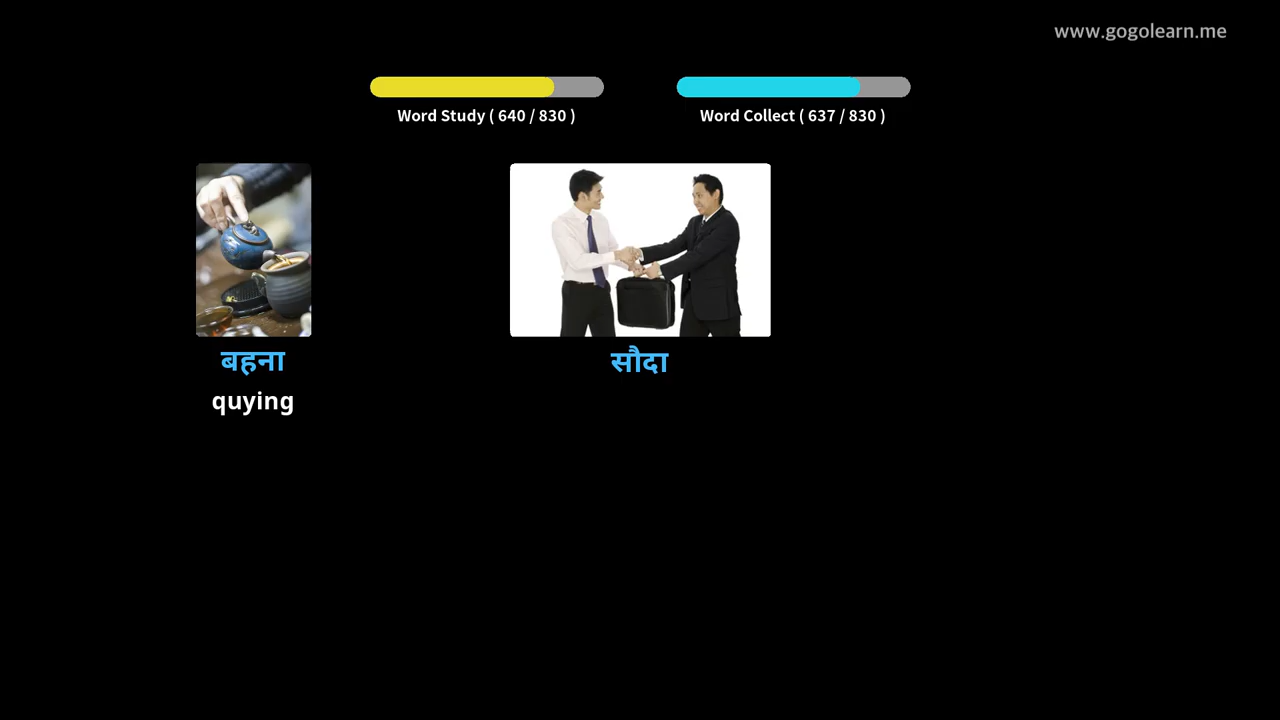 www.gogolearn.me
Word Study ( 640 / 830 )
Word Collect ( 637 / 830 )
बहना
सौदा
quying